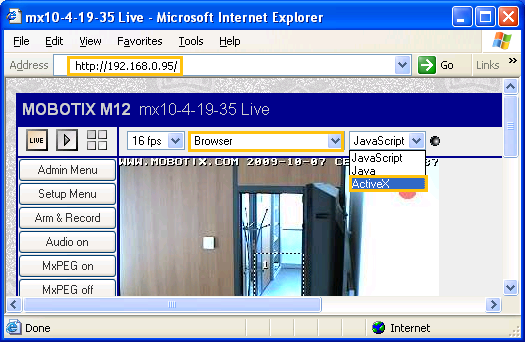 mx10-4-19-35 Live - Microsoft Internet Explorer
File Edit View Favorites Tools Help
Address http://192.168.0.95/ Go Links
MOBOTIX M12 mx10-4-19-35 Live
LIVE 16 fps Browser JavaScript
JavaScript
Java
ActiveX
WWW.MOBOTIX.COM 2009-10-07
Admin Menu
Setup Menu
Arm & Record
Audio on
MxPEG on
MxPEG off
Done Internet